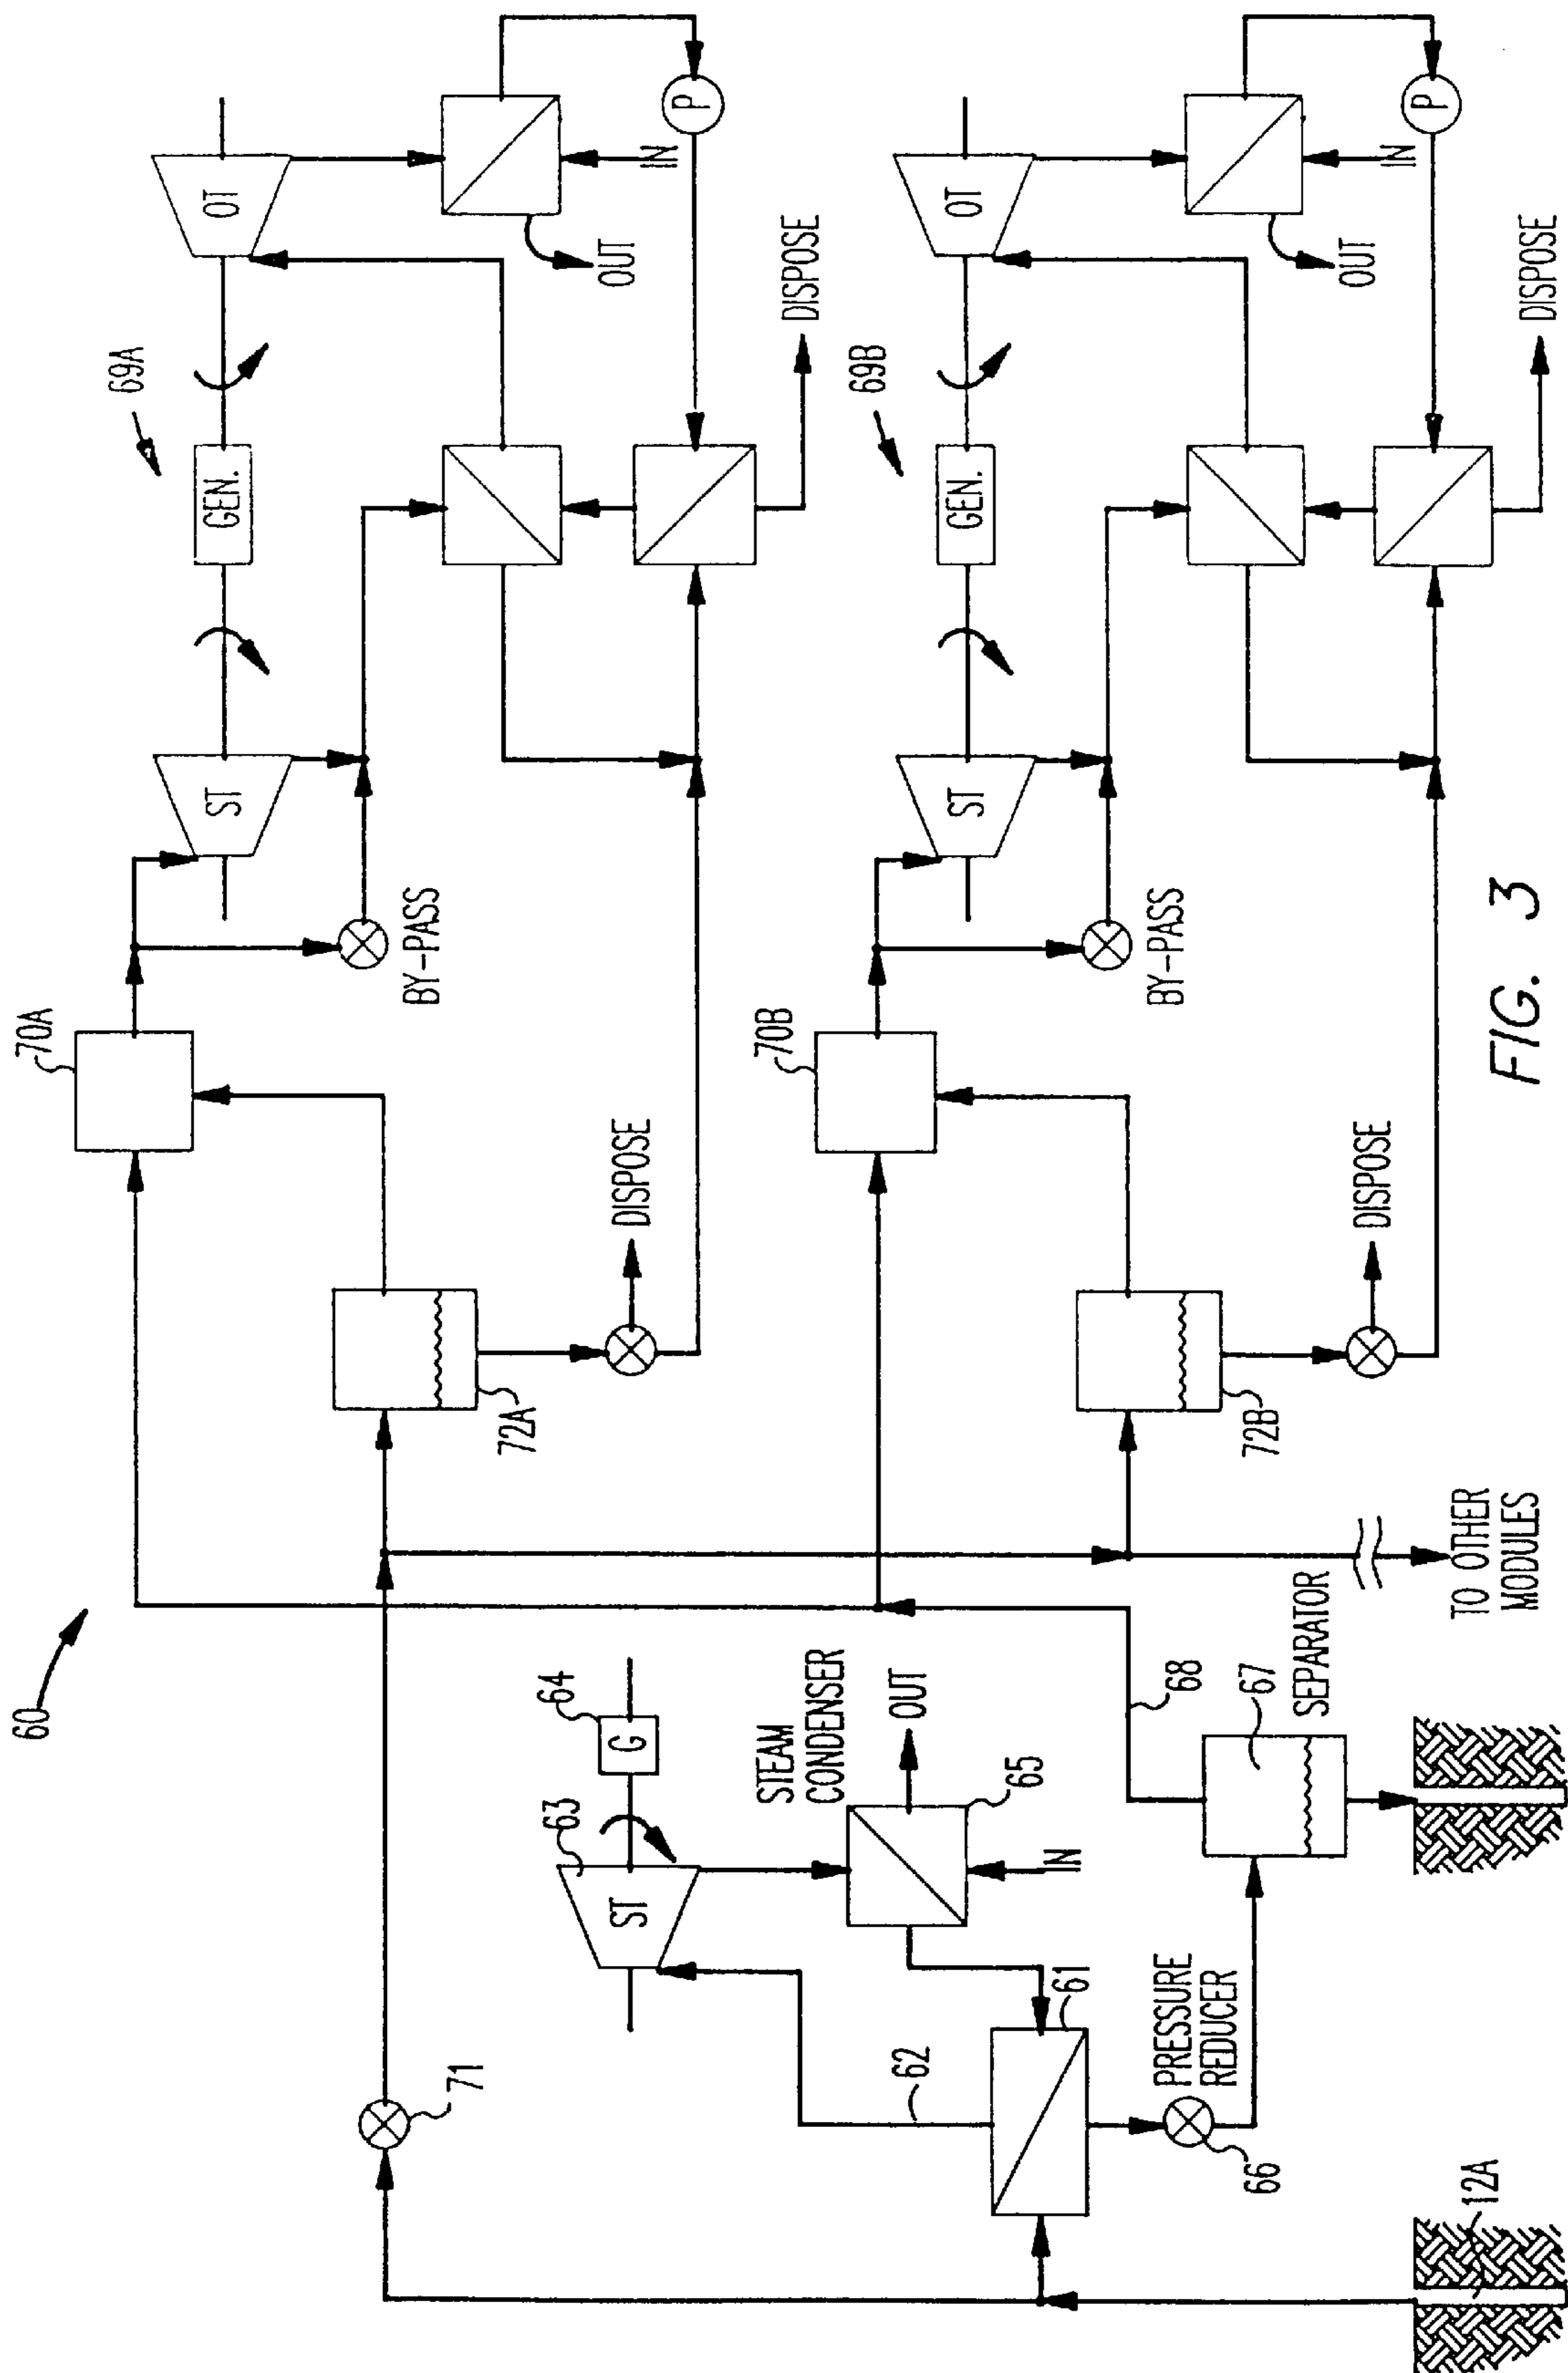 60
70A
ST
GEN.
69A
OT
BY-PASS
72A
DISPOSE
OUT
IN
P
DISPOSE
71
63
ST
64
G
STEAM
CONDENSER
65
OUT
IN
62
61
PRESSURE
REDUCER
66
67
SEPARATOR
68
12A
TO OTHER
MODULES
70B
ST
GEN.
69B
OT
BY-PASS
72B
DISPOSE
OUT
IN
P
DISPOSE
FIG. 3